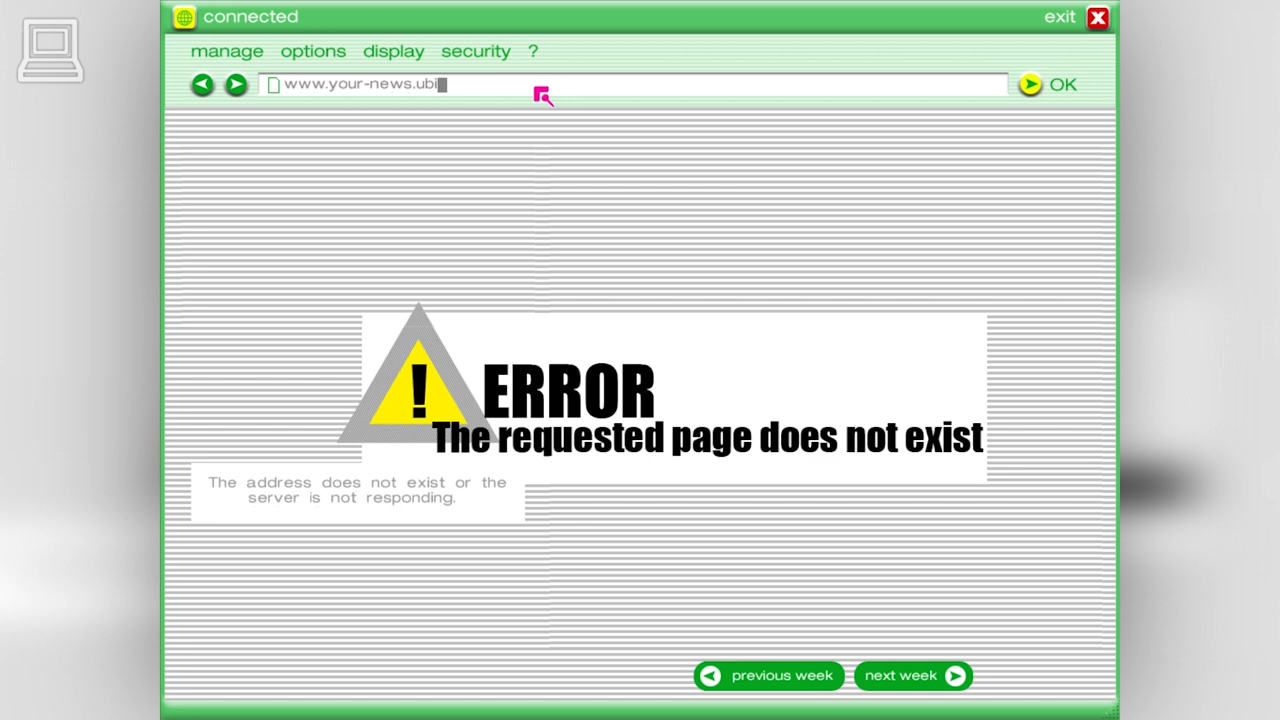 connected exit
manage options display security ?
www.your-news.ubi OK
! ERROR
The requested page does not exist
The address does not exist or the
server is not responding.
previous week next week